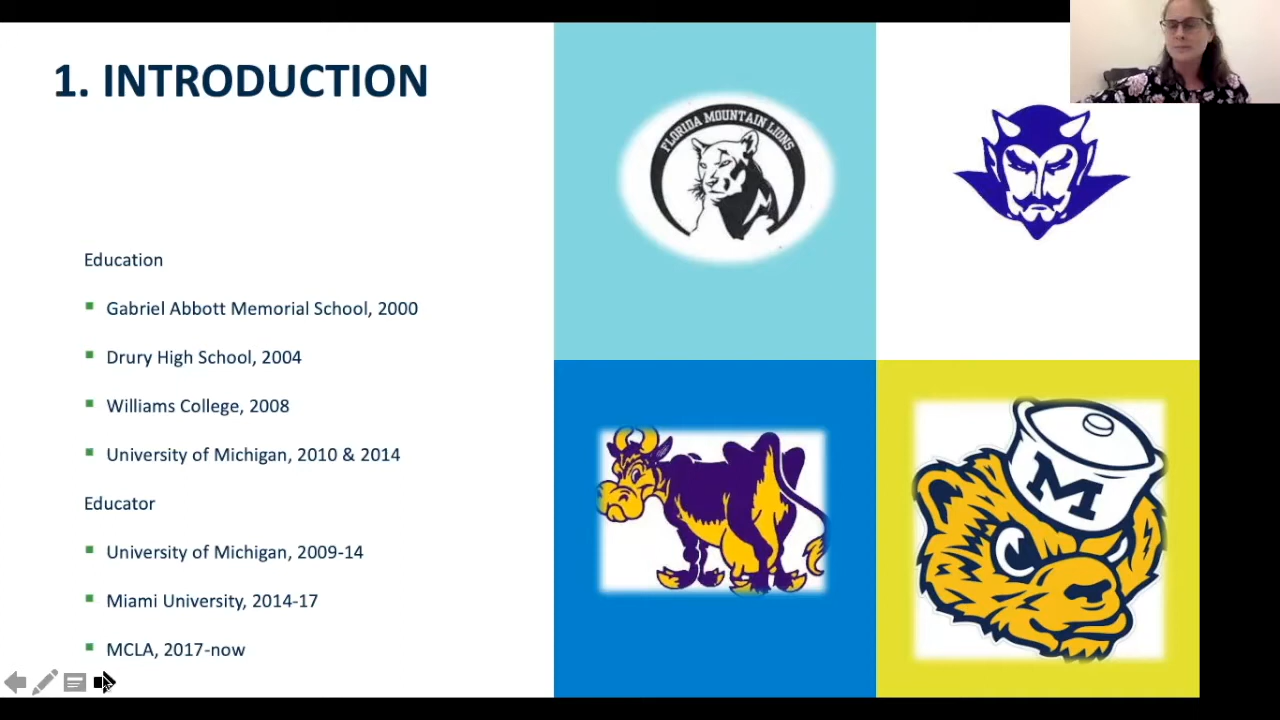 1. INTRODUCTION
Education
Gabriel Abbott Memorial School, 2000
Drury High School, 2004
Williams College, 2008
University of Michigan, 2010 & 2014
Educator
University of Michigan, 2009-14
Miami University, 2014-17
MCLA, 2017-now
FLORIDA MOUNTAIN LIONS
M